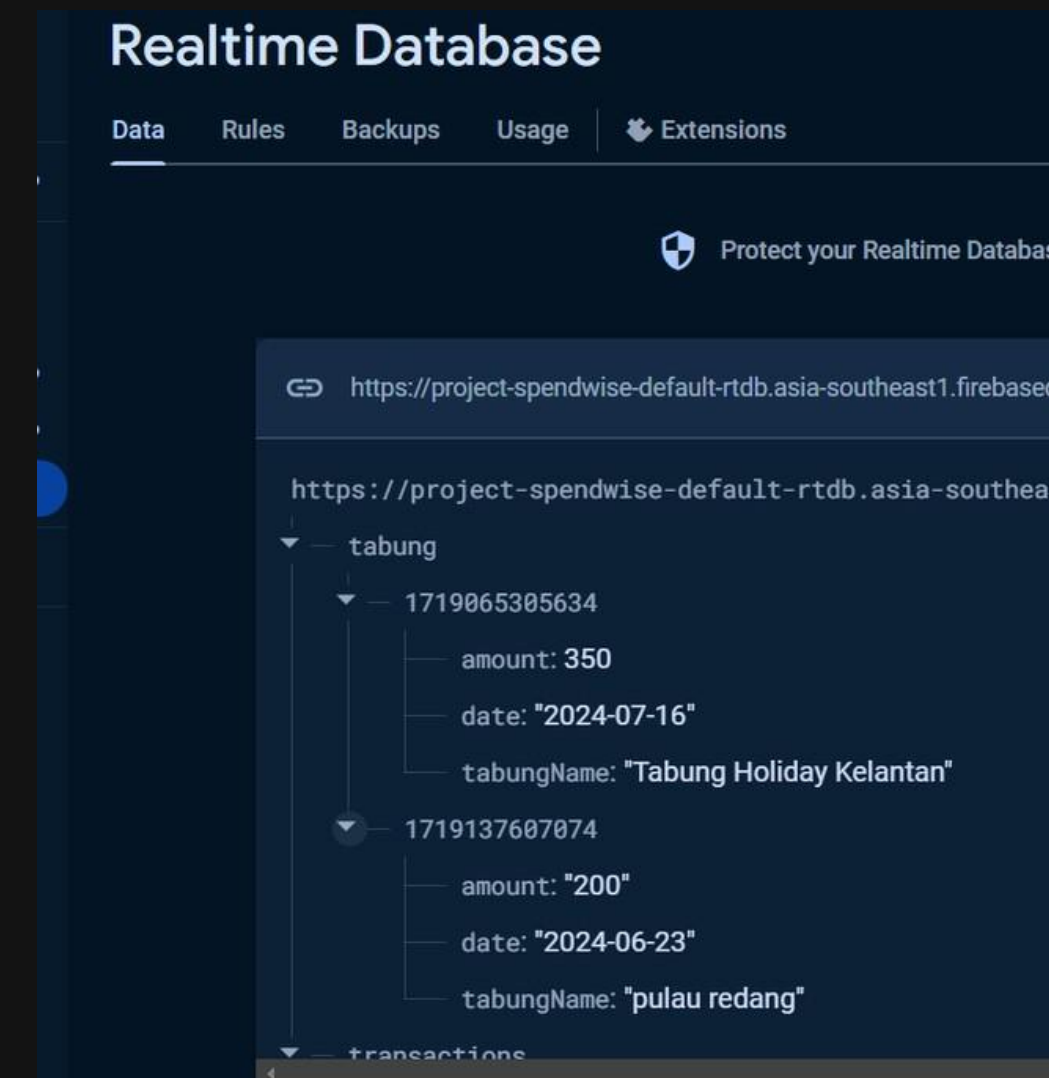 Realtime Database
Data Rules Backups Usage Extensions
Protect your Realtime
https://project-spendwise-default-rtdb.asia-southeast1.firebased
https://project-spendwise-default-rtdb.asia-southea
tabung
1719065305634
amount: 350
date: "2024-07-16"
tabungName: "Tabung Holiday Kelantan"
1719137607074
amount: "200"
date: "2024-06-23"
tabungName: "pulau redang"
transactions